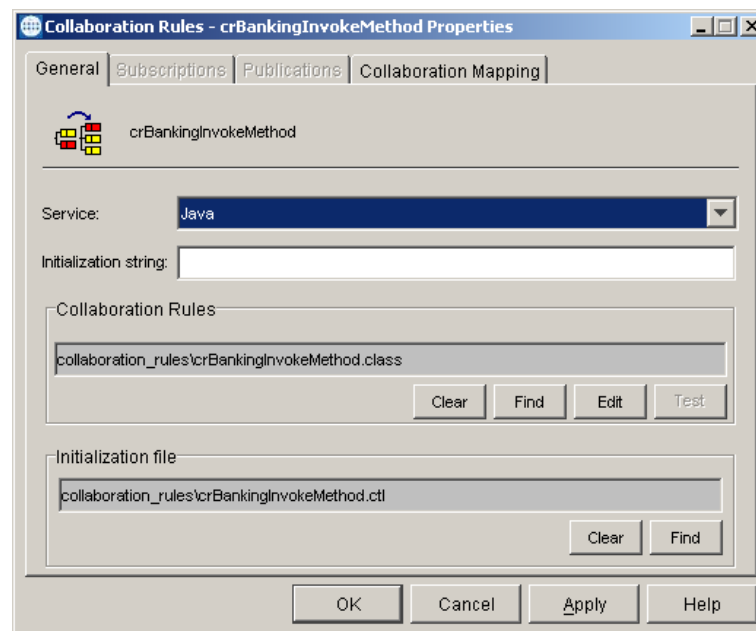 Collaboration Rules - crBankingInvokeMethod Properties
General Subscriptions Publications Collaboration Mapping
crBankingInvokeMethod
Service: Java
Initialization string:
Collaboration Rules
collaboration_rules\crBankingInvokeMethod.class
Clear Find Edit Test
Initialization file
collaboration_rules\crBankingInvokeMethod.ctl
Clear Find
OK Cancel Apply Help